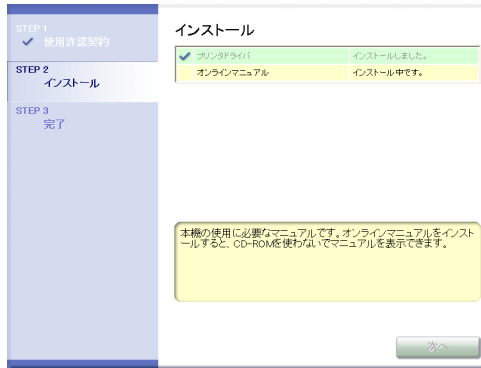 STEP 1
使用許諾契約
STEP 2
インストール
STEP 3
完了
インストール
プリンタドライバ インストールしました。
オンラインマニュアル インストール中です。
本機の使用に必要なマニュアルです。オンラインマニュアルをインスト
ールすると、CD-ROMを使わないでマニュアルを表示できます。
次へ